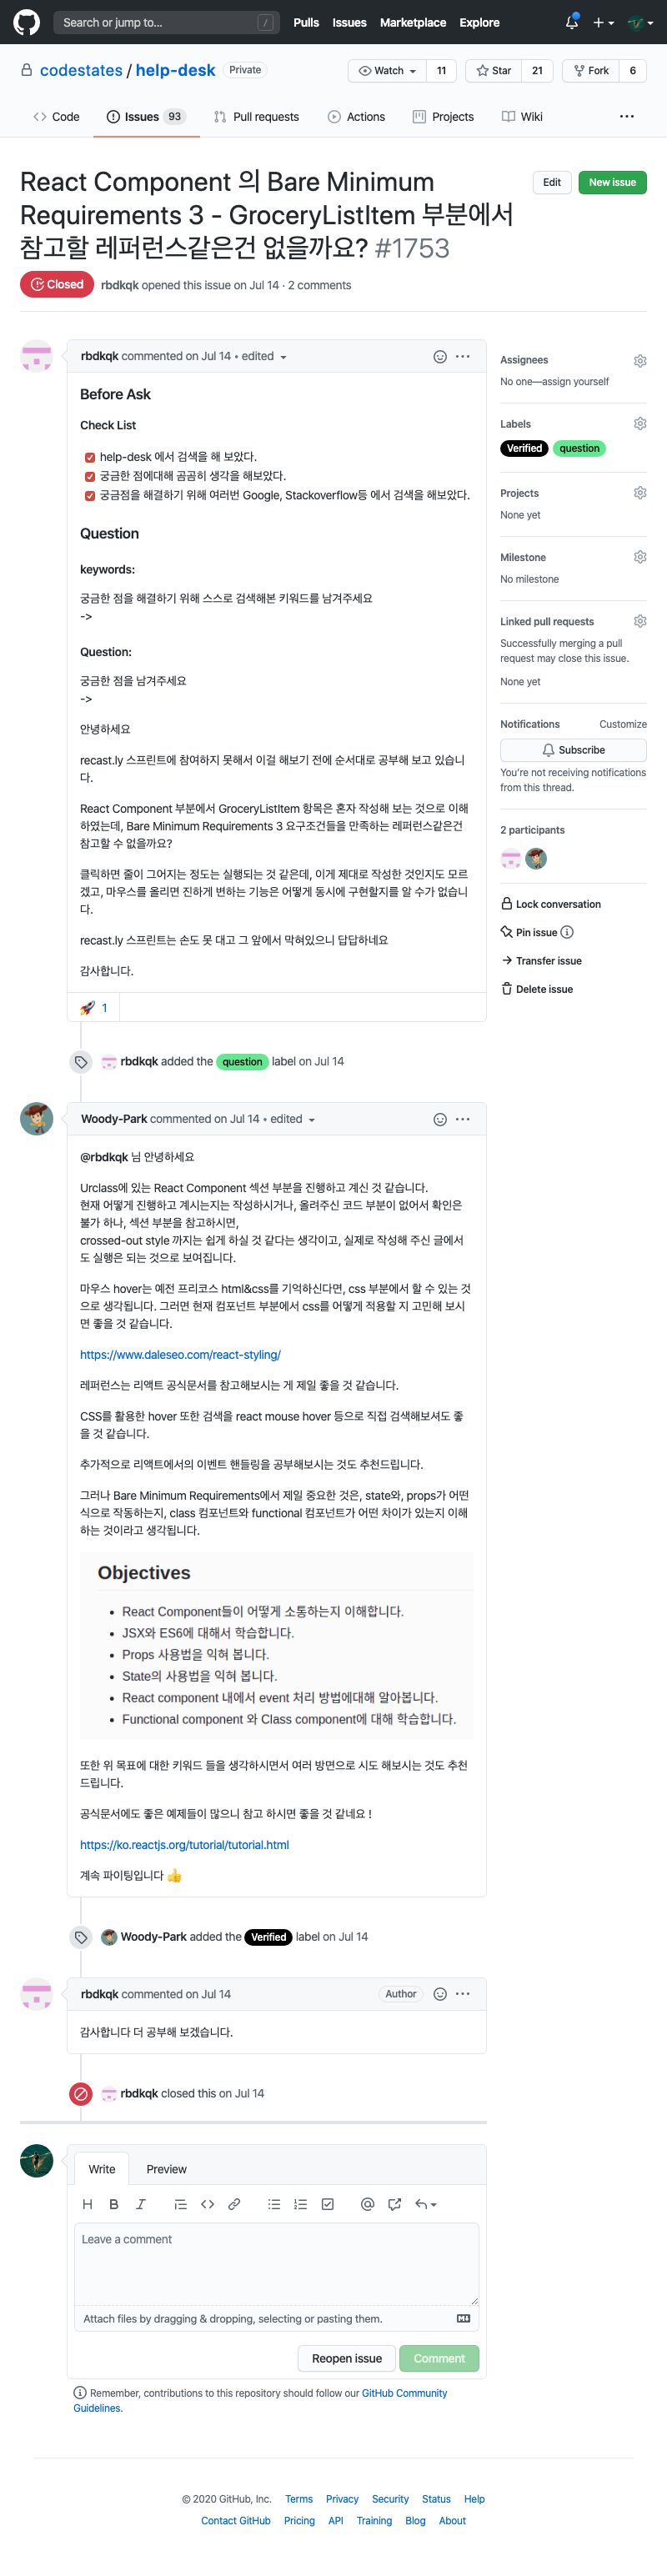 Search or jump to... /
Pulls Issues Marketplace Explore
codestates / help-desk Private
Watch 11 Star 21 Fork 6
Code Issues 93 Pull requests Actions Projects Wiki ...
React Component 의 Bare Minimum
Requirements 3 - GroceryListItem 부분에서
참고할 레퍼런스같은건 없을까요? #1753
Edit New issue
Closed rbdkqk opened this issue on Jul 14 · 2 comments
rbdkqk commented on Jul 14 • edited
Before Ask
Check List
help-desk 에서 검색을 해 보았다.
궁금한 점에대해 곰곰히 생각을 해보았다.
궁금점을 해결하기 위해 여러번 Google, Stackoverflow등 에서 검색을 해보았다.
Question
keywords:
궁금한 점을 해결하기 위해 스스로 검색해본 키워드를 남겨주세요
->
Question:
궁금한 점을 남겨주세요
->
안녕하세요
recast.ly 스프린트에 참여하지 못해서 이걸 해보기 전에 순서대로 공부해 보고 있습니
다.
React Component 부분에서 GroceryListItem 항목은 혼자 작성해 보는 것으로 이해
하였는데, Bare Minimum Requirements 3 요구조건들을 만족하는 레퍼런스같은건
참고할 수 없을까요?
클릭하면 줄이 그어지는 정도는 실행되는 것 같은데, 이게 제대로 작성한 것인지도 모르
겠고, 마우스를 올리면 진하게 변하는 기능은 어떻게 동시에 구현할지를 알 수가 없습니
다.
recast.ly 스프린트는 손도 못 대고 그 앞에서 막혀있으니 답답하네요
감사합니다.
🚀 1
rbdkqk added the question label on Jul 14
Woody-Park commented on Jul 14 • edited
@rbdkqk 님 안녕하세요
Urclass에 있는 React Component 섹션 부분을 진행하고 계신 것 같습니다.
현재 어떻게 진행하고 계시는지는 작성하시거나, 올려주신 코드 부분이 없어서 확인은
불가 하나, 섹션 부분을 참고하시면,
crossed-out style 까지는 쉽게 하실 것 같다는 생각이고, 실제로 작성해 주신 글에서
도 실행은 되는 것으로 보여집니다.
마우스 hover는 예전 프리코스 html&css를 기억하신다면, css 부분에서 할 수 있는 것
으로 생각됩니다. 그러면 현재 컴포넌트 부분에서 css를 어떻게 적용할 지 고민해 보시
면 좋을 것 같습니다.
https://www.daleseo.com/react-styling/
레퍼런스는 리액트 공식문서를 참고해보시는 게 제일 좋을 것 같습니다.
CSS를 활용한 hover 또한 검색을 react mouse hover 등으로 직접 검색해보셔도 좋
을 것 같습니다.
추가적으로 리액트에서의 이벤트 핸들링을 공부해보시는 것도 추천드립니다.
그러나 Bare Minimum Requirements에서 제일 중요한 것은, state와, props가 어떤
식으로 작동하는지, class 컴포넌트와 functional 컴포넌트가 어떤 차이가 있는지 이해
하는 것이라고 생각됩니다.
Objectives
• React Component들이 어떻게 소통하는지 이해합니다.
• JSX와 ES6에 대해서 학습합니다.
• Props 사용법을 익혀 봅니다.
• State의 사용법을 익혀 봅니다.
• React component 내에서 event 처리 방법에대해 알아봅니다.
• Functional component 와 Class component에 대해 학습합니다.
또한 위 목표에 대한 키워드 들을 생각하시면서 여러 방면으로 시도 해보시는 것도 추천
드립니다.
공식문서에도 좋은 예제들이 많으니 참고 하시면 좋을 것 같네요 !
https://ko.reactjs.org/tutorial/tutorial.html
계속 파이팅입니다 👍
Woody-Park added the Verified label on Jul 14
rbdkqk commented on Jul 14 Author
감사합니다 더 공부해 보겠습니다.
rbdkqk closed this on Jul 14
Write Preview
Leave a comment
Attach files by dragging & dropping, selecting or pasting them.
Reopen issue Comment
Remember, contributions to this repository should follow our GitHub Community
Guidelines.
Assignees
No one—assign yourself
Labels
Verified question
Projects
None yet
Milestone
No milestone
Linked pull requests
Successfully merging a pull
request may close this issue.
None yet
Notifications Customize
Subscribe
You're not receiving notifications
from this thread.
2 participants
Lock conversation
Pin issue
Transfer issue
Delete issue
© 2020 GitHub, Inc. Terms Privacy Security Status Help
Contact GitHub Pricing API Training Blog About